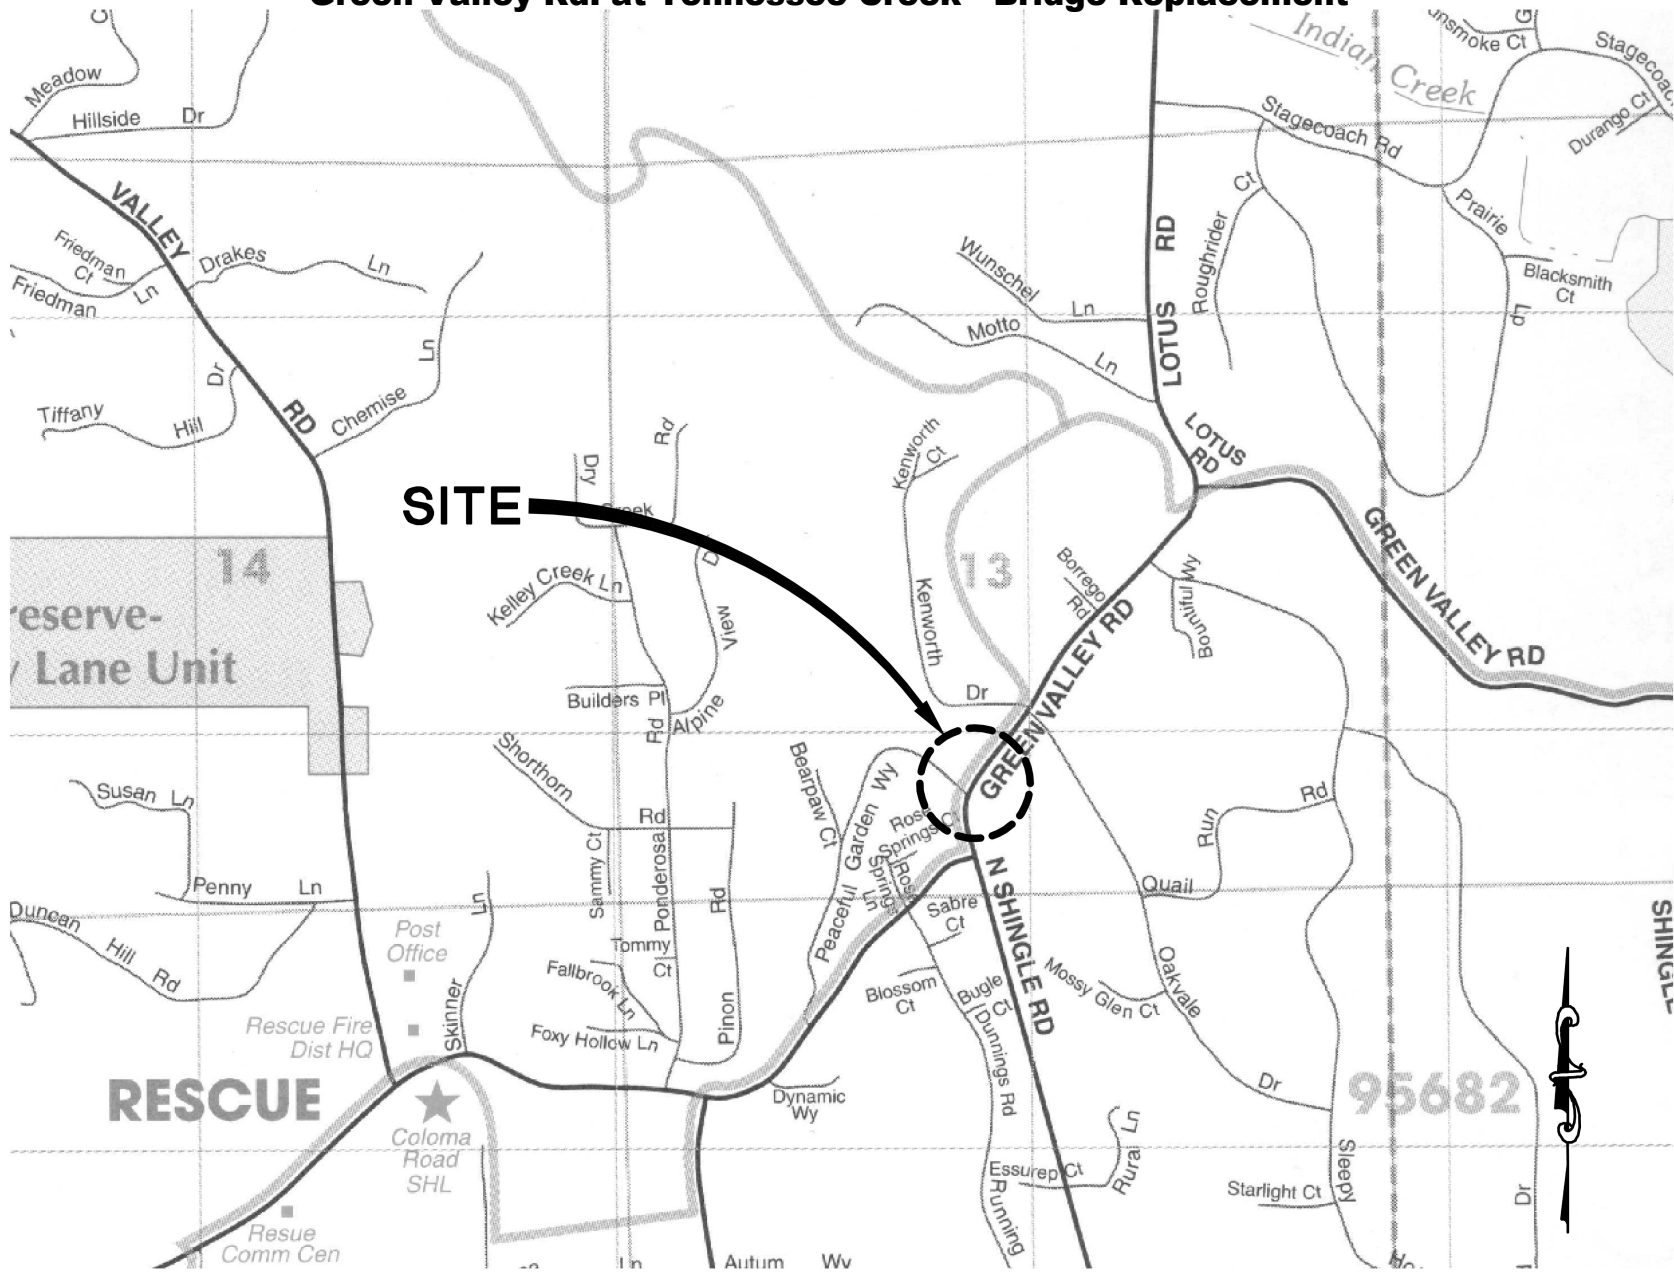 Green Valley Rd. at Tennessee Creek - Bridge Replacement
Indian Creek
Stagecoach Rd
Durango Ct
Meadow
Hillside Dr
VALLEY
RD
Friedman
Ct
Friedman
Ln
Drakes Ln
Tiffany
Hill
Dr
Chemise
Ln
Wunschel
Ln
Motto
Ln
LOTUS RD
Roughrider
Ct
Prairie
Lp
Blacksmith
Ct
LOTUS
RD
Kenworth
Ct
Dry
Creek
Rd
SITE
14
Lane Unit
Kelley Creek Ln
View
Alpine
Builders Pl
Rd
Kenworth
Dr
13
Borrego
Rd
Bountiful Wy
GREEN VALLEY RD
GREEN VALLEY RD
Shorthorn
Rd
Bearpaw Ct
Peaceful Garden Wy
Rose
Springs Ct
Rose
Springs
Ln
Sammy Ct
Ponderosa
Pinon
Rd
Tommy
Ct
Fallbrook Ln
Foxy Hollow Ln
Susan Ln
Penny Ln
Duncan
Hill
Rd
Post
Office
Rescue Fire
Dist HQ
Skinner
Ln
RESCUE
Coloma
Road
SHL
Resue
Comm Cen
Dynamic
Wy
Sabre
Ct
Blossom
Ct
Bugle
Ct
Dunnings Rd
N SHINGLE RD
Mossy Glen Ct
Quail
Run
Rd
Oakvale
Dr
95682
Essurep Ct
Running
Rural Ln
Starlight Ct
Sleepy
Dr
SHINGLE
Autum Wy
Ln